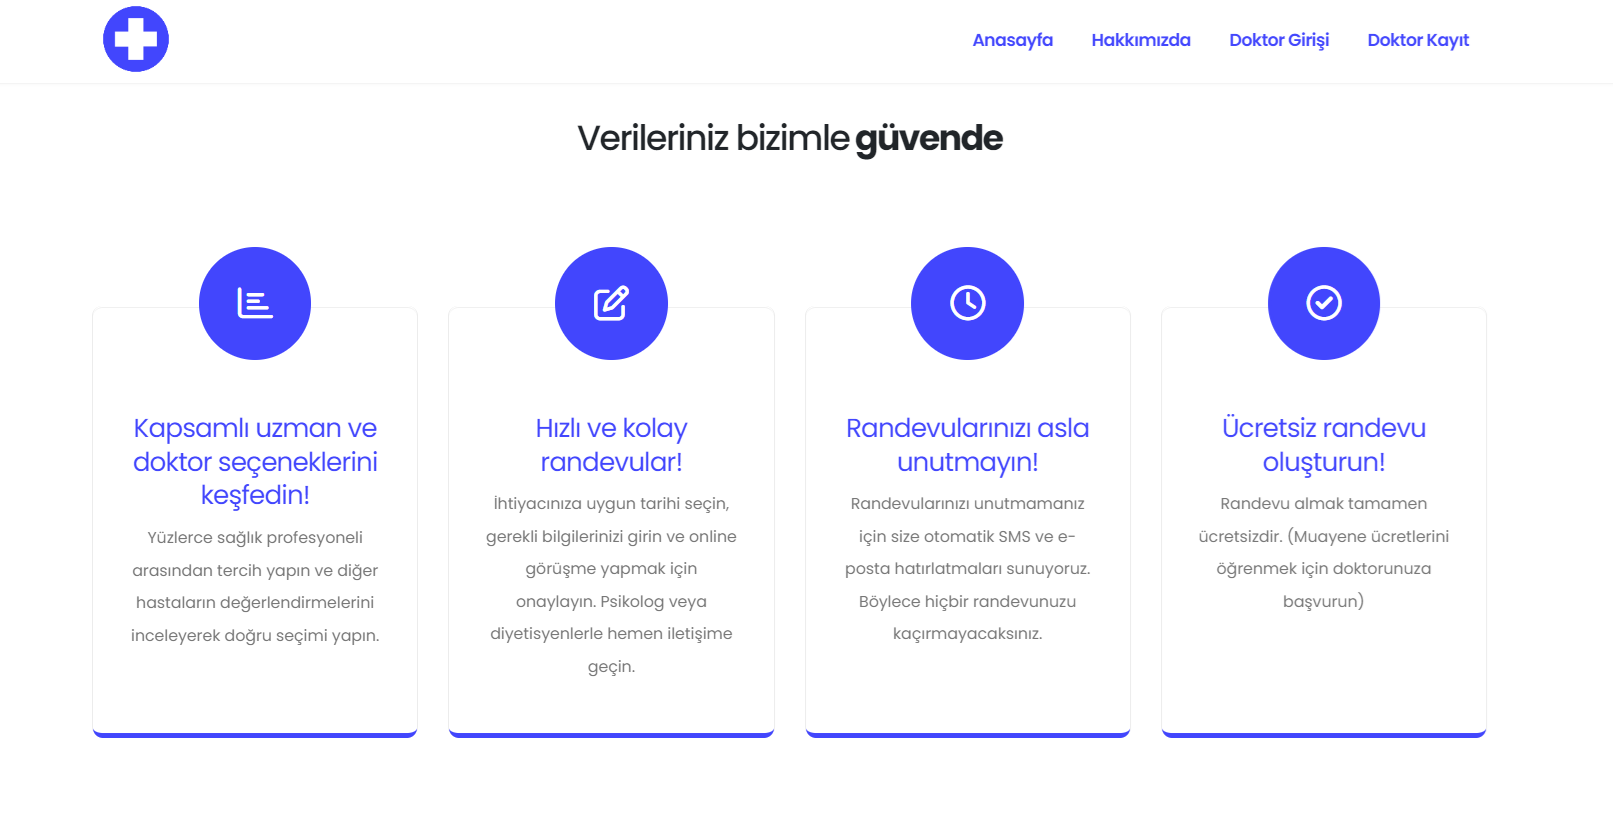 Anasayfa Hakkımızda Doktor Girişi Doktor Kayıt
Verileriniz bizimle güvende
Kapsamlı uzman ve
doktor seçeneklerini
keşfedin!
Yüzlerce sağlık profesyoneli
arasından tercih yapın ve diğer
hastaların değerlendirmelerini
inceleyerek doğru seçimi yapın.
Hızlı ve kolay
randevular!
İhtiyacınıza uygun tarihi seçin,
gerekli bilgilerinizi girin ve online
görüşme yapmak için
onaylayın. Psikolog veya
diyetisyenlerle hemen iletişime
geçin.
Randevularınızı asla
unutmayın!
Randevularınızı unutmamanız
için size otomatik SMS ve e-
posta hatırlatmaları sunuyoruz.
Böylece hiçbir randevunuzu
kaçırmayacaksınız.
Ücretsiz randevu
oluşturun!
Randevu almak tamamen
ücretsizdir. (Muayene ücretlerini
öğrenmek için doktorunuza
başvurun)